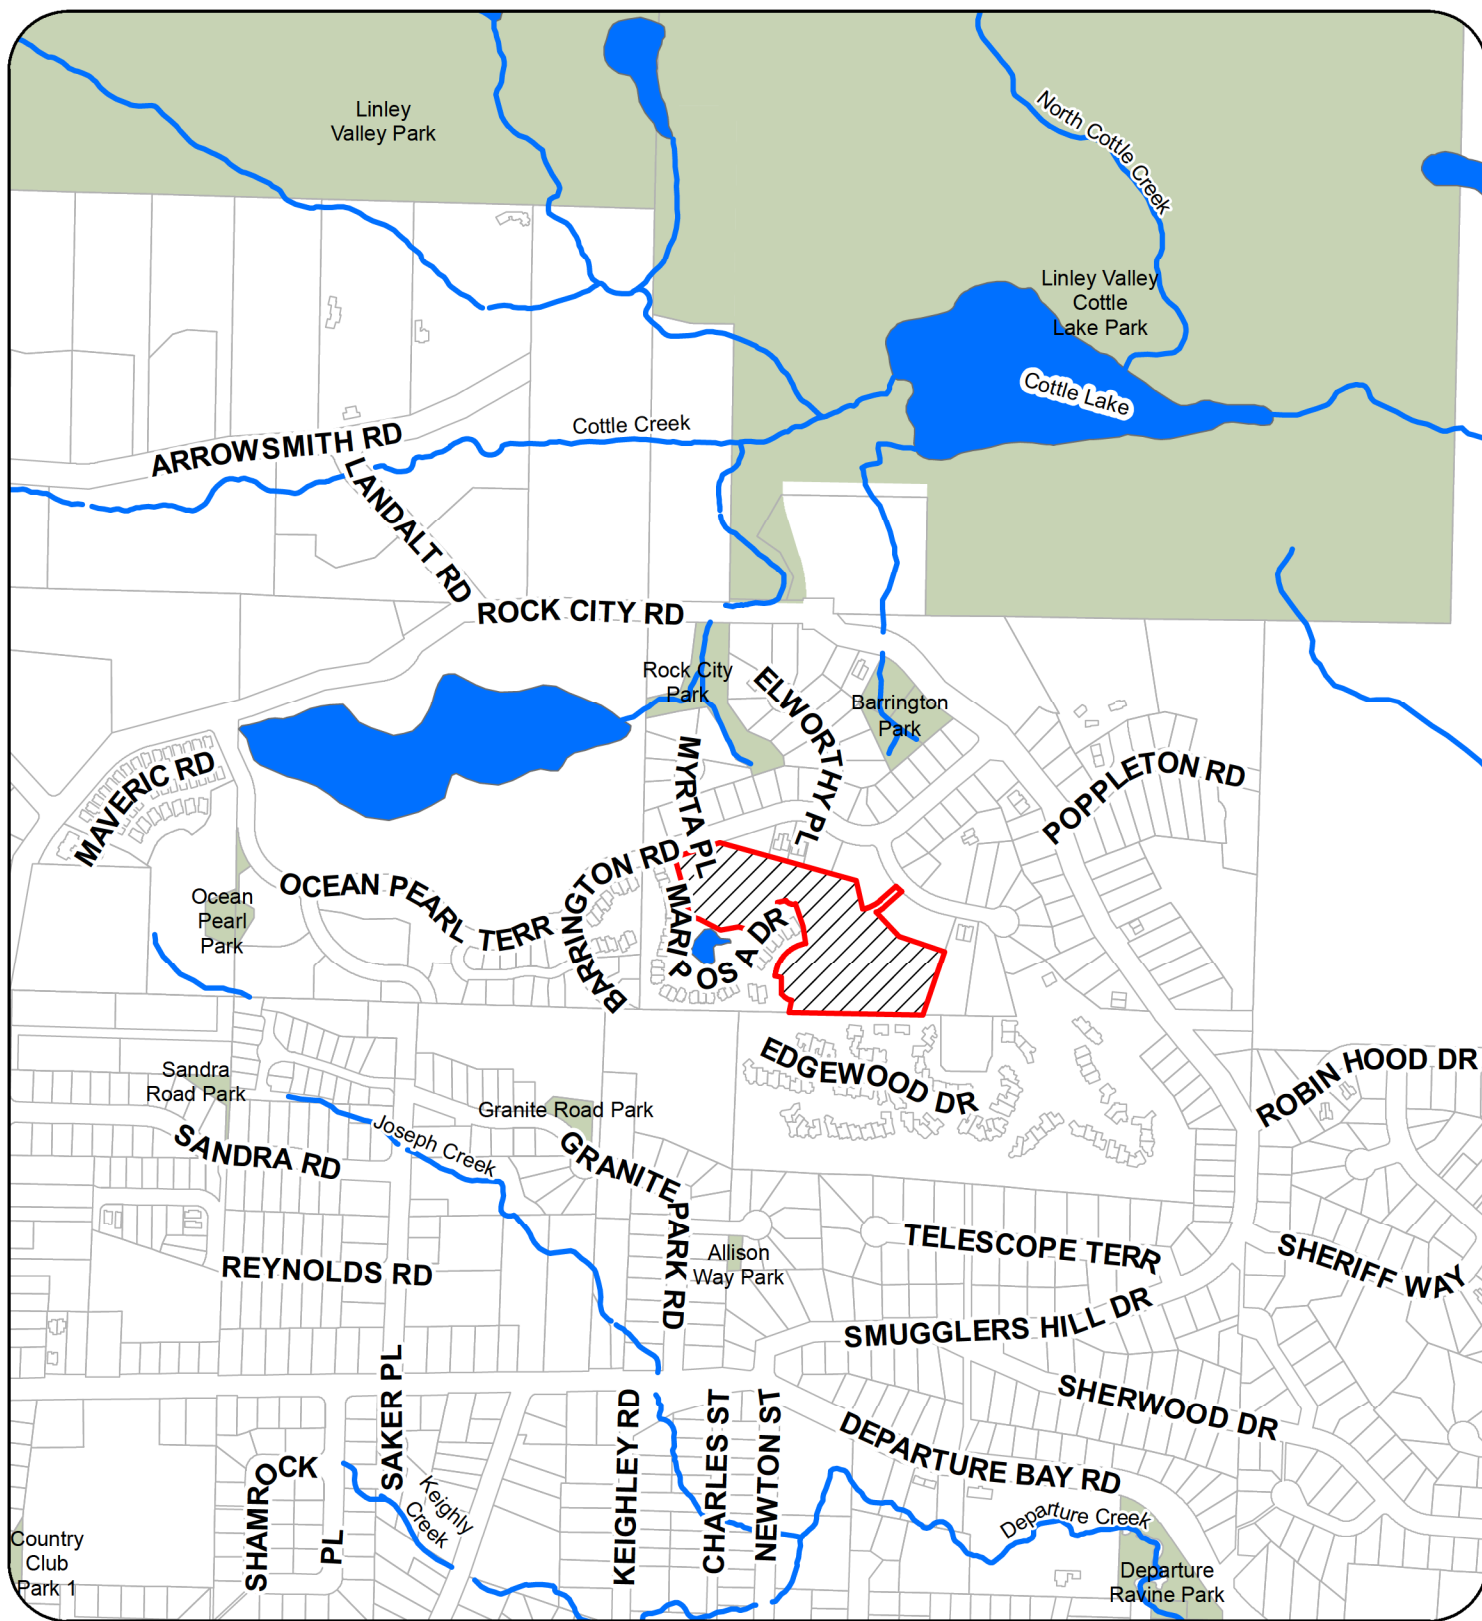 Linley
Valley Park
North Cottle Creek
Linley Valley
Cottle
Lake Park
Cottle Lake
Cottle Creek
ARROWSMITH RD
LANDALT RD
ROCK CITY RD
Rock City
Park
ELWORTHY PL
Barrington
Park
MYRTA PL
MAVERIC RD
POPPLETON RD
BARRINGTON RD
OCEAN PEARL TERR
Ocean
Pearl
Park
MARIPOSA DR
BARR
EDGEWOOD DR
ROBIN HOOD DR
Sandra
Road Park
Granite Road Park
Joseph Creek
SANDRA RD
GRANITE PARK RD
Allison
Way Park
TELESCOPE TERR
SHERIFF WAY
REYNOLDS RD
SMUGGLERS HILL DR
SAKER PL
SHERWOOD DR
KEIGHLEY RD
CHARLES ST
NEWTON ST
DEPARTURE BAY RD
SHAMROCK
PL
Keighly
Creek
Departure Creek
Country
Club
Park 1
Departure
Ravine Park